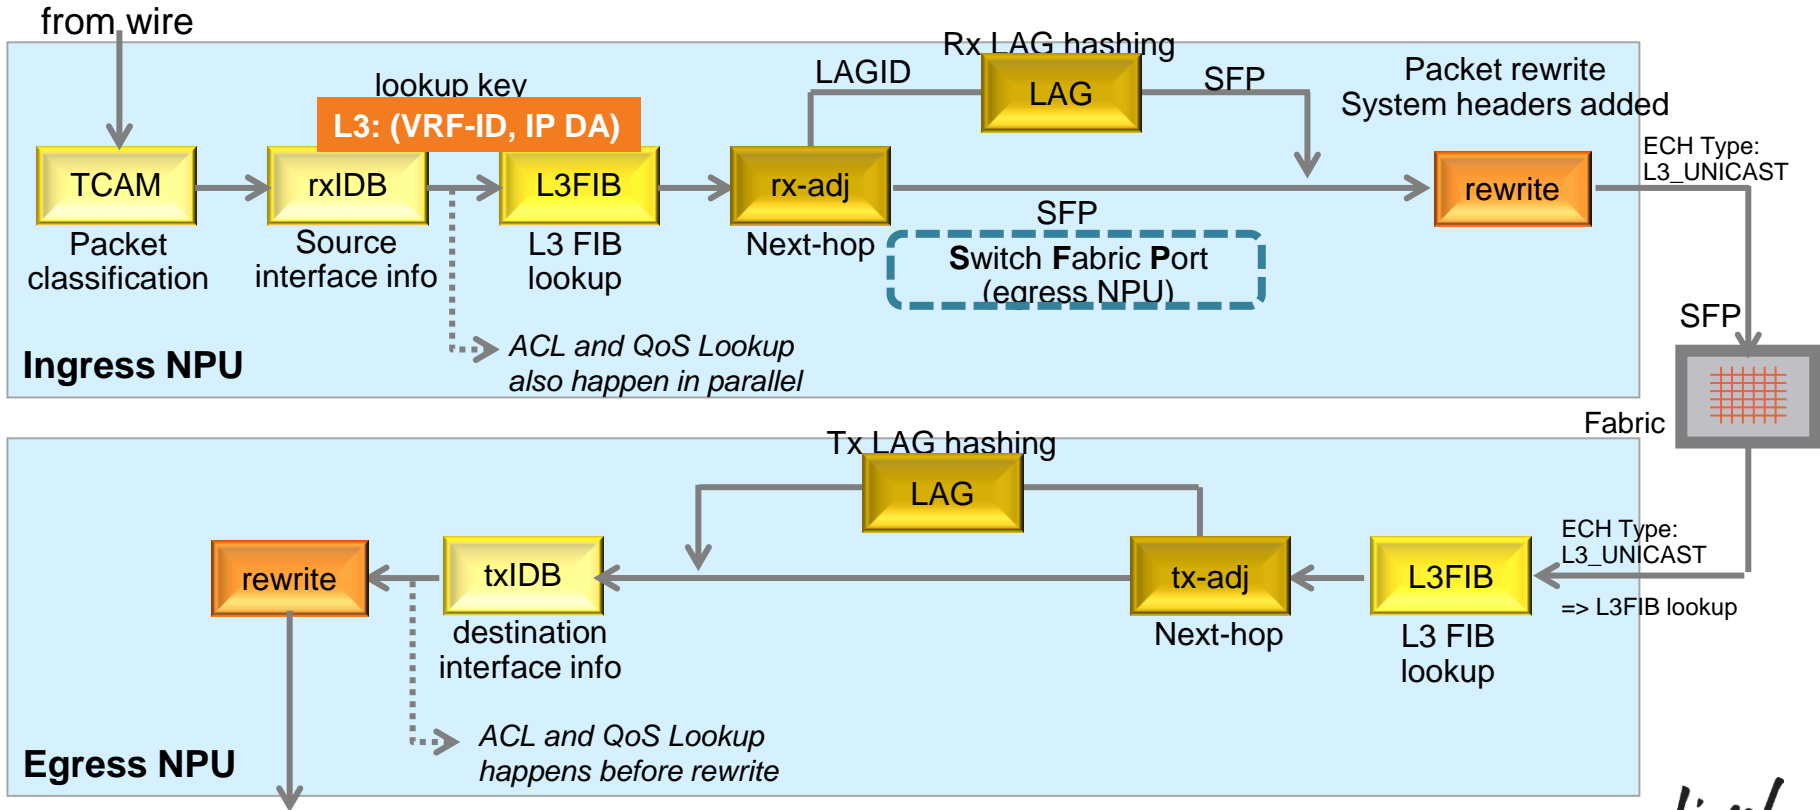 from wire
Rx LAG hashing
LAGID
LAG
SFP
Packet rewrite
System headers added
lookup key
L3: (VRF-ID, IP DA)
ECH Type:
L3_UNICAST
TCAM
rxIDB
L3FIB
rx-adj
rewrite
Packet
classification
Source
interface info
L3 FIB
lookup
Next-hop
SFP
Switch Fabric Port
(egress NPU)
SFP
ACL and QoS Lookup
also happen in parallel
Ingress NPU
Fabric
Tx LAG hashing
LAG
ECH Type:
L3_UNICAST
rewrite
txIDB
tx-adj
L3FIB
=> L3FIB lookup
destination
interface info
Next-hop
L3 FIB
lookup
ACL and QoS Lookup
happens before rewrite
Egress NPU